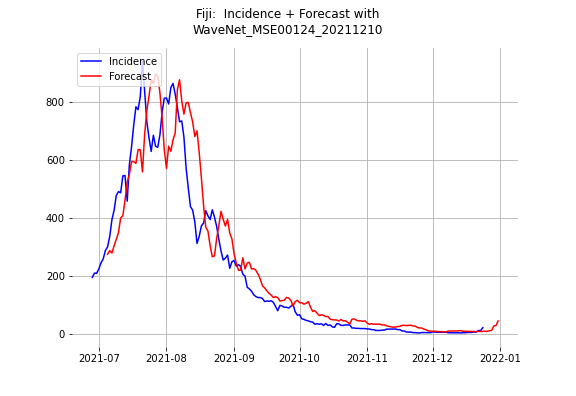 Fiji:  Incidence + Forecast with
WaveNet_MSE00124_20211210
Incidence
Forecast
800
600
400
200
0
2021-07 2021-08 2021-09 2021-10 2021-11 2021-12 2022-01